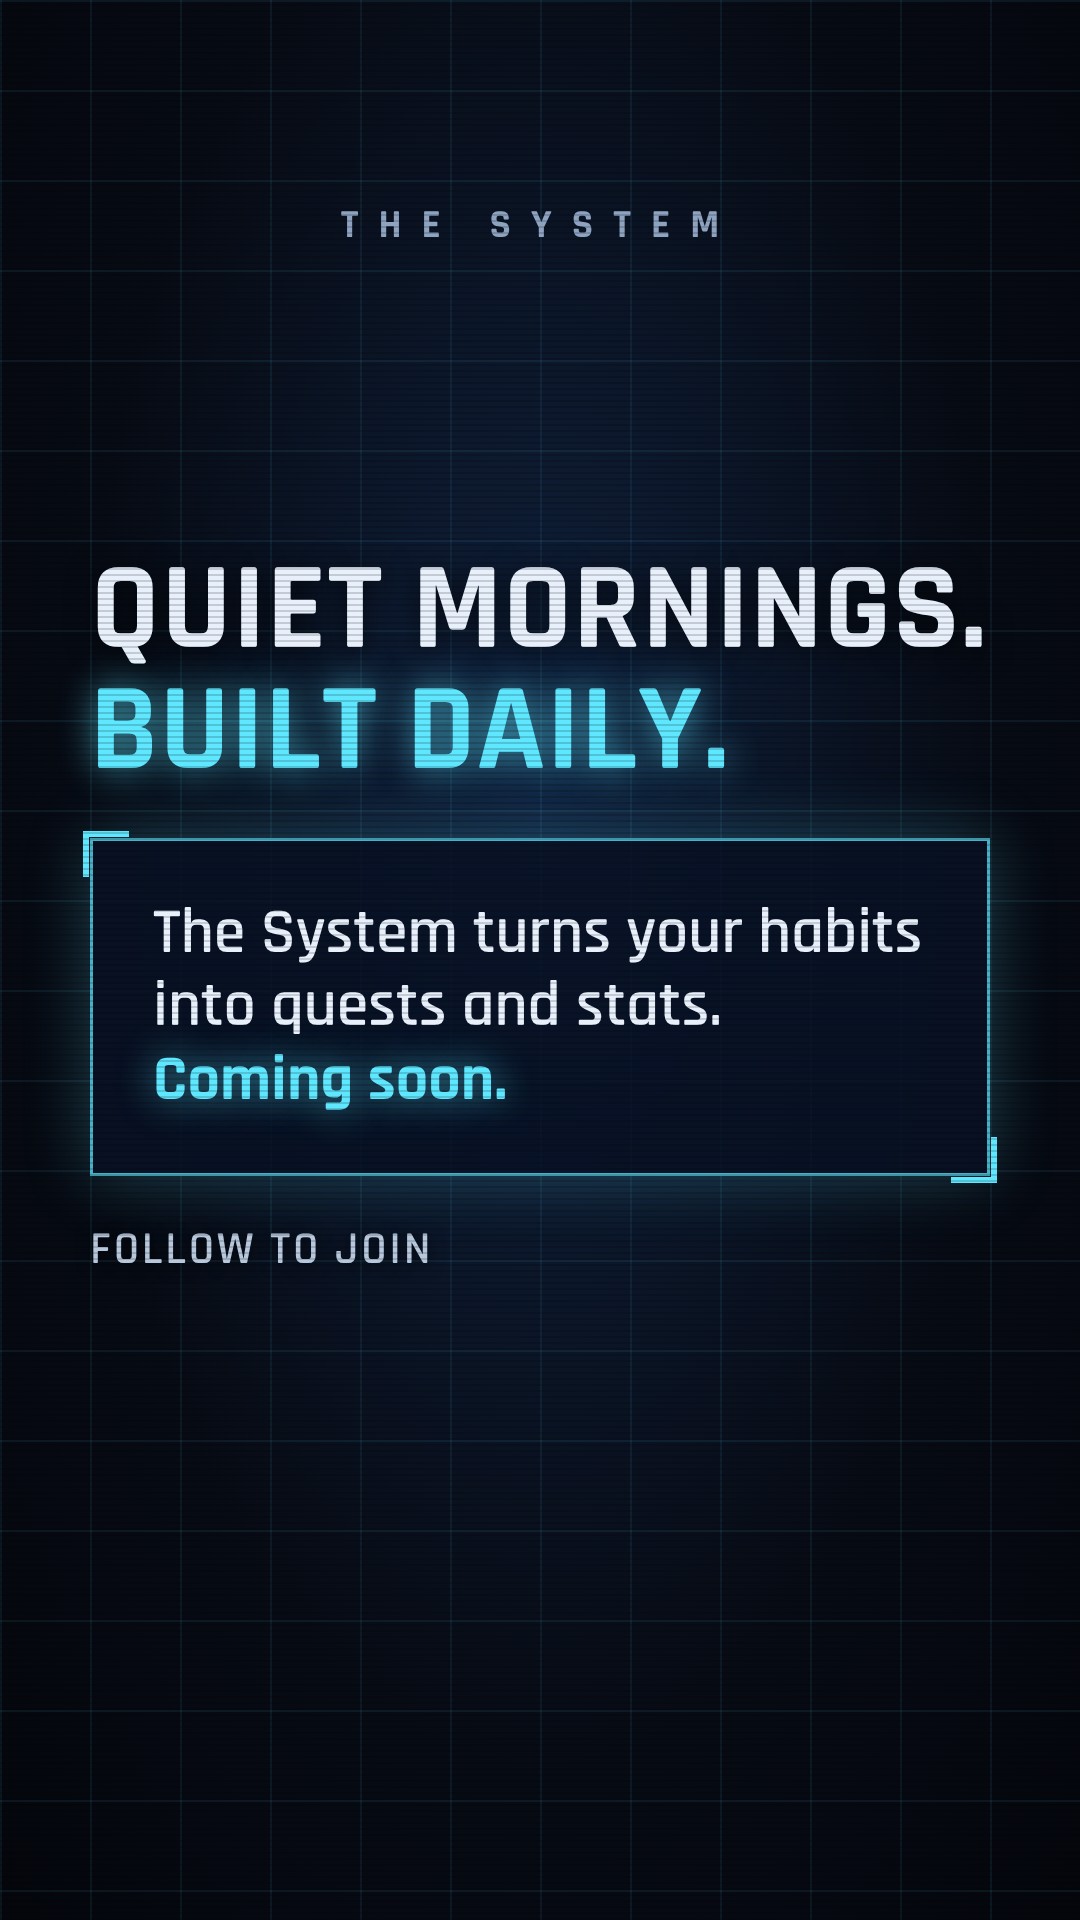 THE SYSTEM
QUIET MORNINGS.
BUILT DAILY.
The System turns your habits
into quests and stats.
Coming soon.
FOLLOW TO JOIN